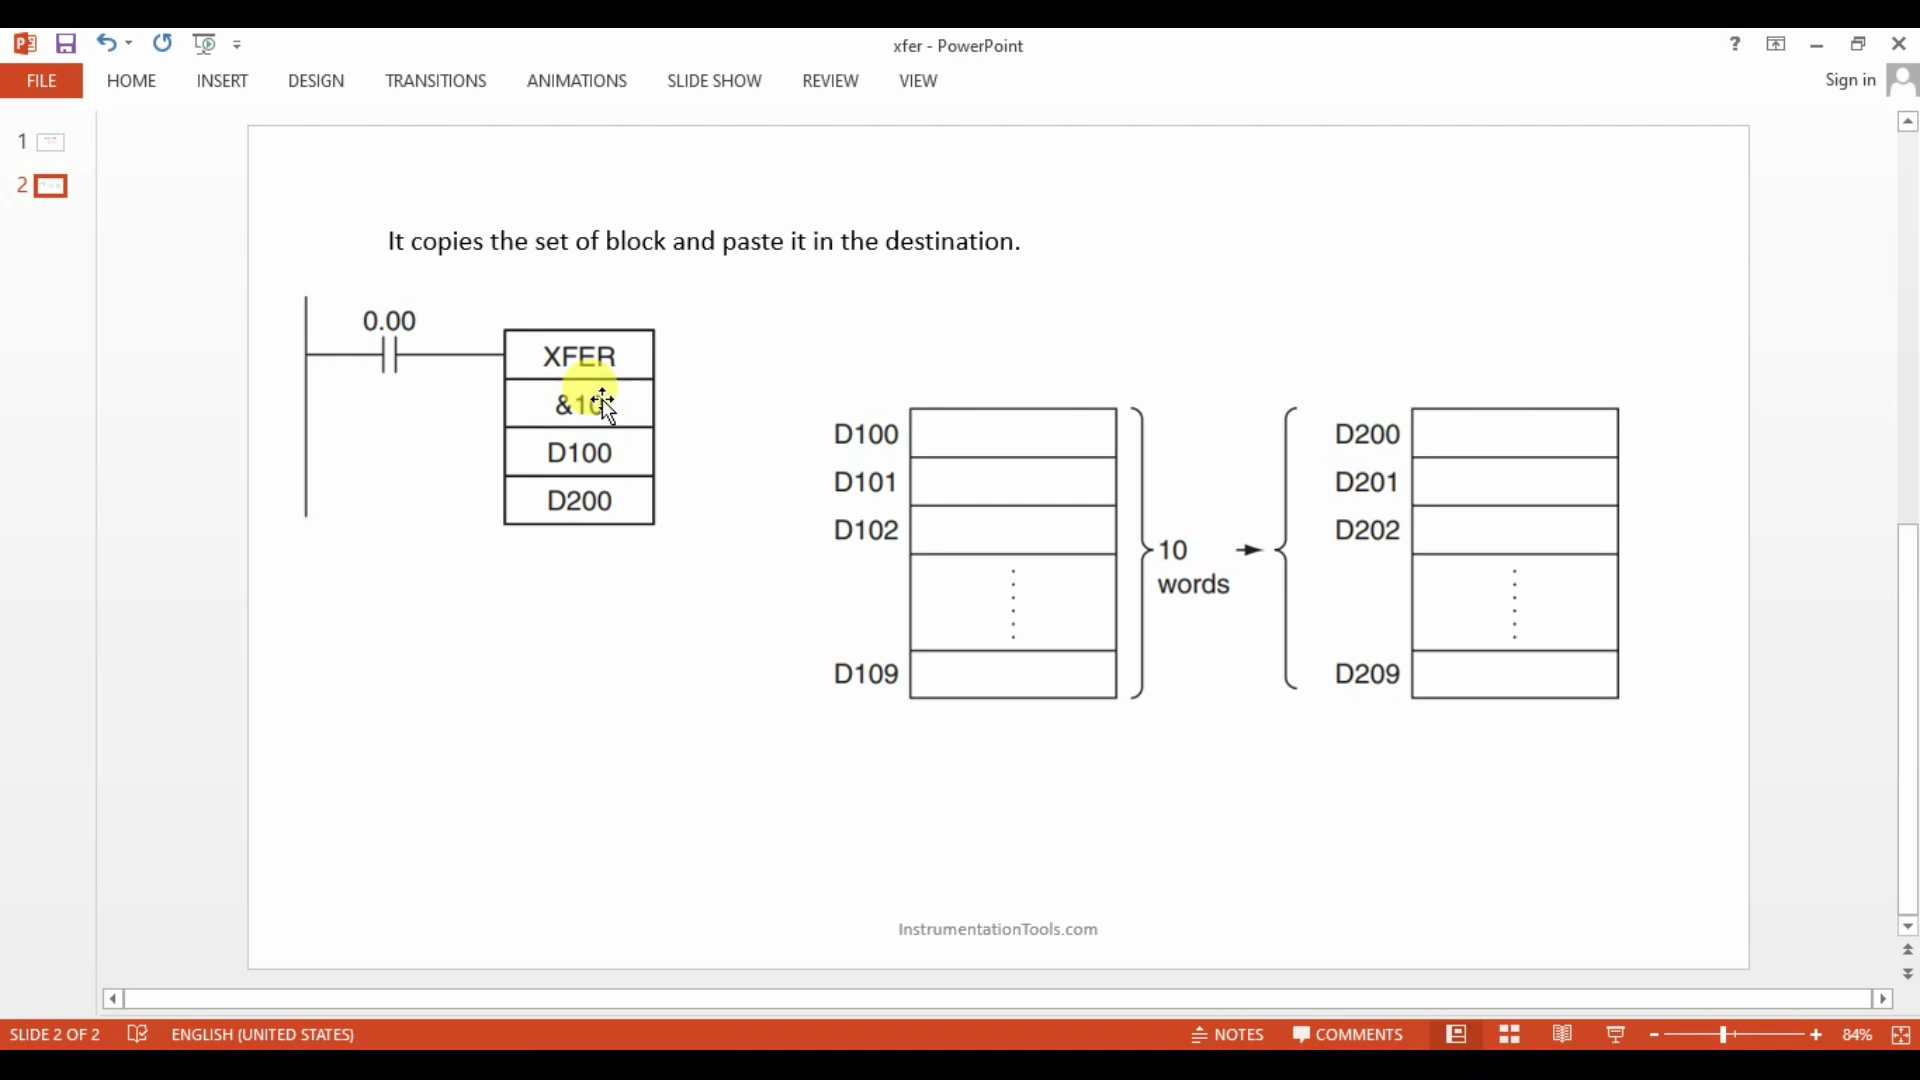 xfer - PowerPoint
?
FILE HOME INSERT DESIGN TRANSITIONS ANIMATIONS SLIDE SHOW REVIEW VIEW Sign in
1
2
It copies the set of block and paste it in the destination.
0.00
XFER
&10
D100
D200
D100
D101
D102
D109
10
words
D200
D201
D202
D209
InstrumentationTools.com
SLIDE 2 OF 2 ENGLISH (UNITED STATES) NOTES COMMENTS 84%